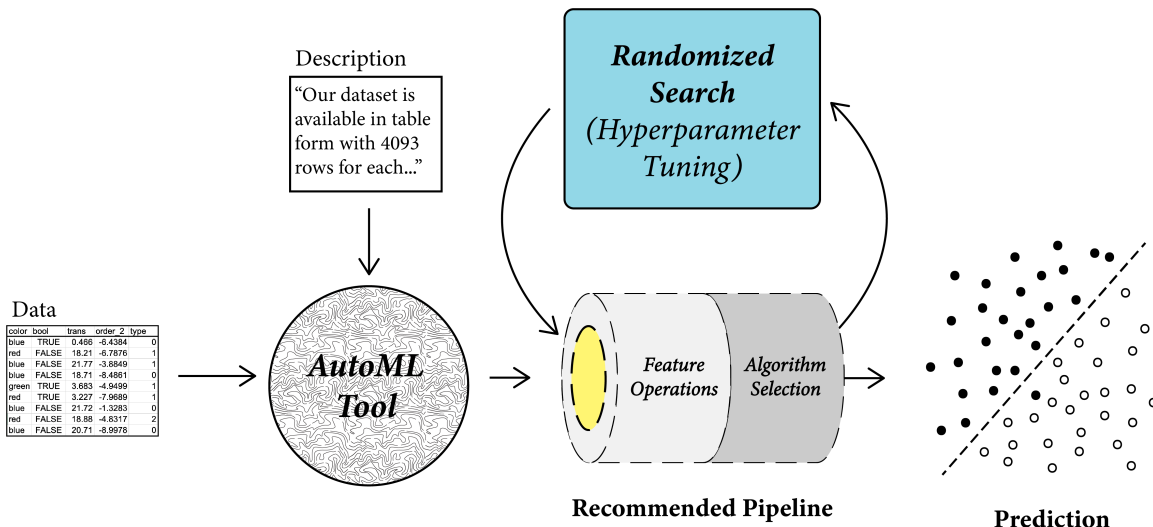 Description
“Our dataset is
available in table
form with 4093
rows for each...”
Randomized
Search
(Hyperparameter
Tuning)
Data
color bool trans order_2 type
blue TRUE 0.466 -6.4384 0
red FALSE 18.21 -6.7876 1
blue FALSE 21.77 -3.8849 1
blue FALSE 18.71 -8.4861 0
green TRUE 3.683 -4.9499 1
red TRUE 3.227 -7.9689 1
blue FALSE 21.72 -1.3283 0
red FALSE 18.88 -4.8317 2
blue FALSE 20.71 -8.9978 0
AutoML
Tool
Feature
Operations
Algorithm
Selection
Recommended Pipeline
Prediction